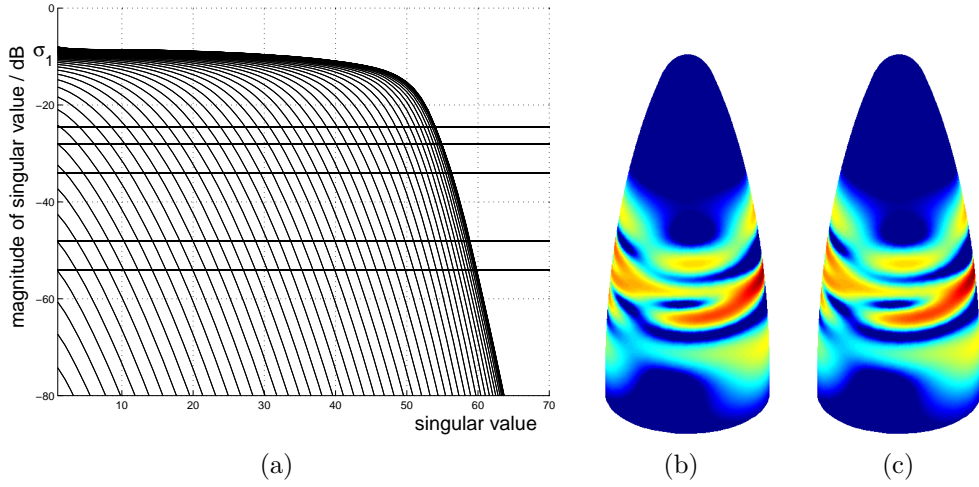 0
σ1
−20
−40
−60
−80
magnitude of singular value / dB
10 20 30 40 50 60 70
singular value
(a) (b) (c)